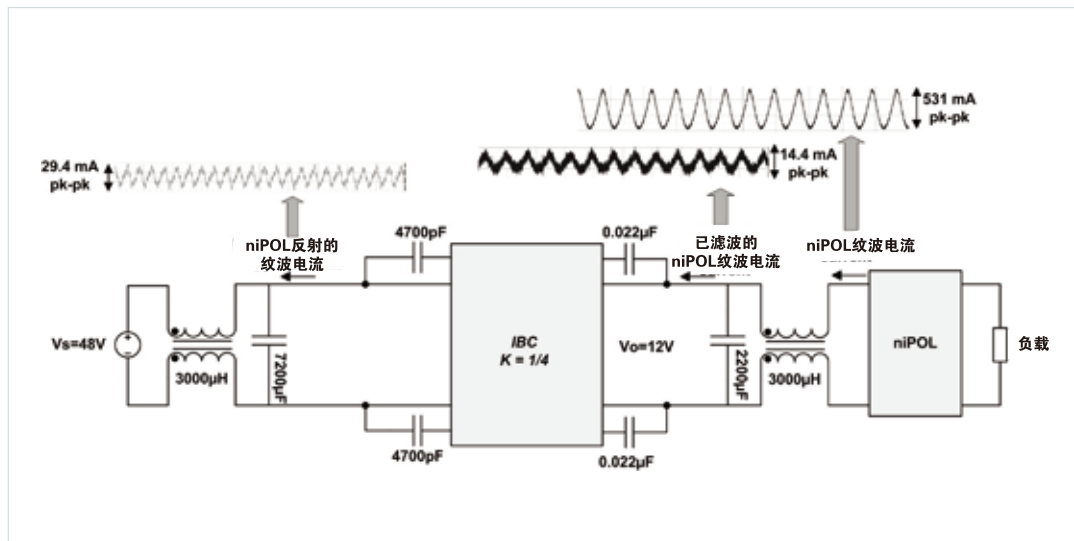 531 mA
pk-pk
14.4 mA
pk-pk
29.4 mA
pk-pk
niPOL反射的
纹波电流
4700pF
0.022µF
已滤波的
niPOL纹波电流
niPOL纹波电流
Vs=48V
3000µH
7200µF
IBC
K = 1/4
Vo=12V
2200µF
3000µH
niPOL
负载
4700pF
0.022µF